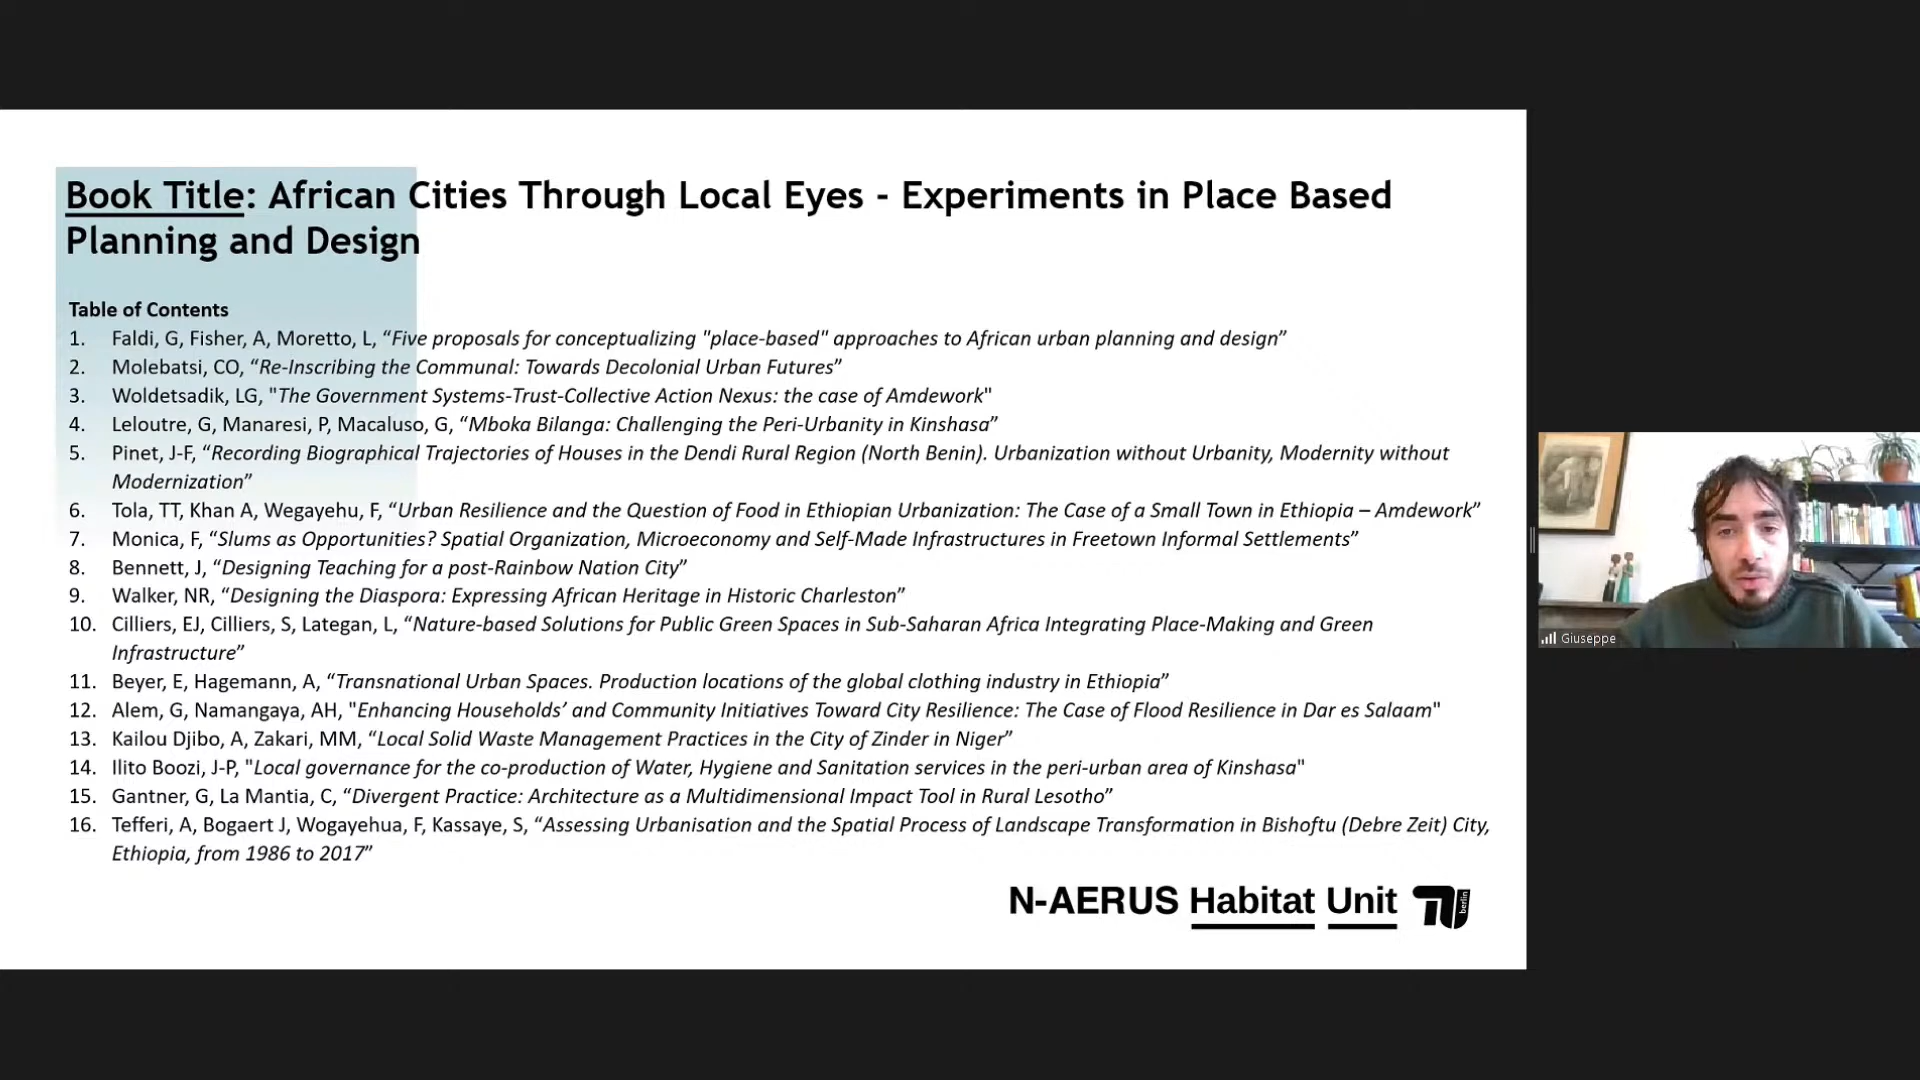 Book Title: African Cities Through Local Eyes - Experiments in Place Based
Planning and Design
Table of Contents
1. Faldi, G, Fisher, A, Moretto, L, “Five proposals for conceptualizing "place-based" approaches to African urban planning and design”
2. Molebatsi, CO, “Re-Inscribing the Communal: Towards Decolonial Urban Futures”
3. Woldetsadik, LG, "The Government Systems-Trust-Collective Action Nexus: the case of Amdework"
4. Leloutre, G, Manaresi, P, Macaluso, G, “Mboka Bilanga: Challenging the Peri-Urbanity in Kinshasa”
5. Pinet, J-F, “Recording Biographical Trajectories of Houses in the Dendi Rural Region (North Benin). Urbanization without Urbanity, Modernity without
Modernization”
6. Tola, TT, Khan A, Wegayehu, F, “Urban Resilience and the Question of Food in Ethiopian Urbanization: The Case of a Small Town in Ethiopia – Amdework”
7. Monica, F, “Slums as Opportunities? Spatial Organization, Microeconomy and Self-Made Infrastructures in Freetown Informal Settlements”
8. Bennett, J, “Designing Teaching for a post-Rainbow Nation City”
9. Walker, NR, “Designing the Diaspora: Expressing African Heritage in Historic Charleston”
10. Cilliers, EJ, Cilliers, S, Lategan, L, “Nature-based Solutions for Public Green Spaces in Sub-Saharan Africa Integrating Place-Making and Green
Infrastructure”
11. Beyer, E, Hagemann, A, “Transnational Urban Spaces. Production locations of the global clothing industry in Ethiopia”
12. Alem, G, Namangaya, AH, "Enhancing Households’ and Community Initiatives Toward City Resilience: The Case of Flood Resilience in Dar es Salaam"
13. Kailou Djibo, A, Zakari, MM, “Local Solid Waste Management Practices in the City of Zinder in Niger”
14. Ilito Boozi, J-P, "Local governance for the co-production of Water, Hygiene and Sanitation services in the peri-urban area of Kinshasa"
15. Gantner, G, La Mantia, C, “Divergent Practice: Architecture as a Multidimensional Impact Tool in Rural Lesotho”
16. Tefferi, A, Bogaert J, Wogayehua, F, Kassaye, S, “Assessing Urbanisation and the Spatial Process of Landscape Transformation in Bishoftu (Debre Zeit) City,
Ethiopia, from 1986 to 2017”
N-AERUS Habitat Unit berlin
Giuseppe